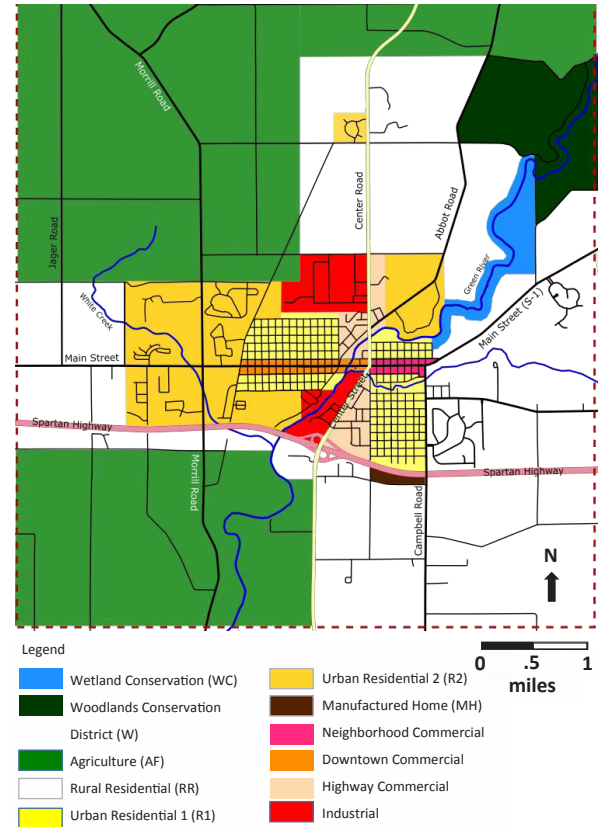 Morrill Road
Center Road
Abbot Road
Jager Road
Green River
White Creek
Main Street (S-1)
Main Street
Center Street
Spartan Highway
Morrill Road
Spartan Highway
Campbell Road
N
Legend
0 .5 1
miles
Wetland Conservation (WC)
Woodlands Conservation
District (W)
Agriculture (AF)
Rural Residential (RR)
Urban Residential 1 (R1)
Urban Residential 2 (R2)
Manufactured Home (MH)
Neighborhood Commercial
Downtown Commercial
Highway Commercial
Industrial